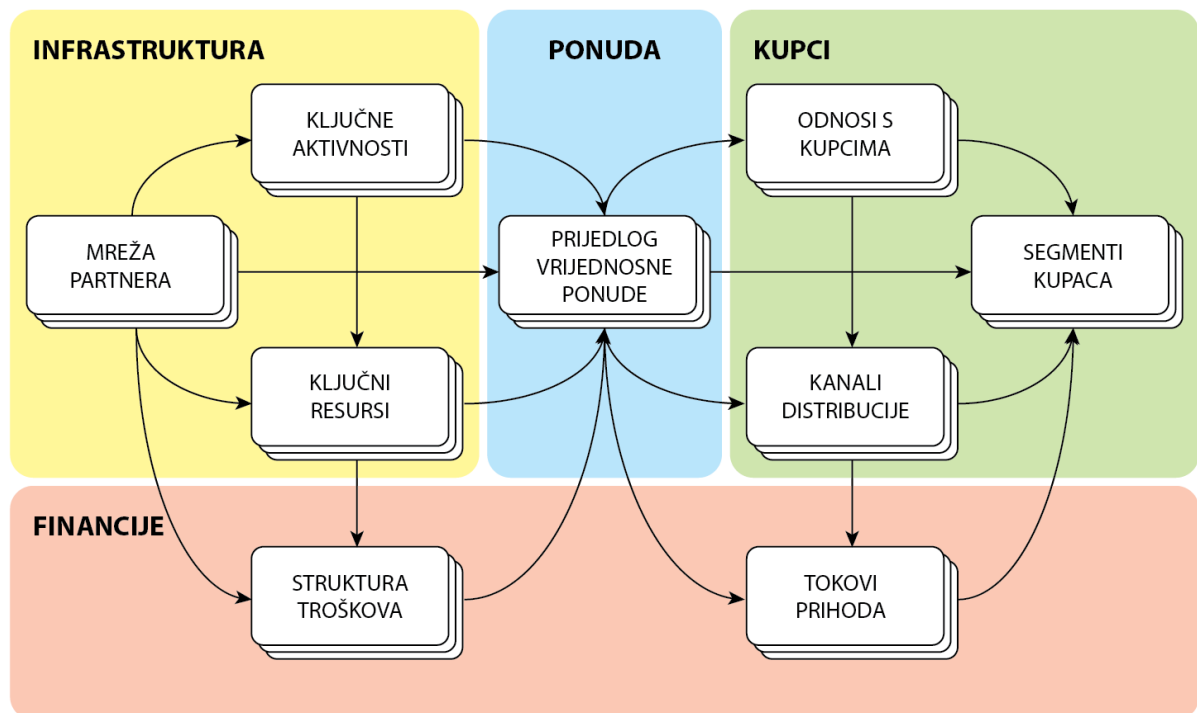 INFRASTRUKTURA
PONUDA
KUPCI
KLJUČNE
AKTIVNOSTI
ODNOSI S
KUPCIMA
MREŽA
PARTNERA
PRIJEDLOG
VRIJEDNOSNE
PONUDE
SEGMENTI
KUPACA
KLJUČNI
RESURSI
KANALI
DISTRIBUCIJE
FINANCIJE
STRUKTURA
TROŠKOVA
TOKOVI
PRIHODA